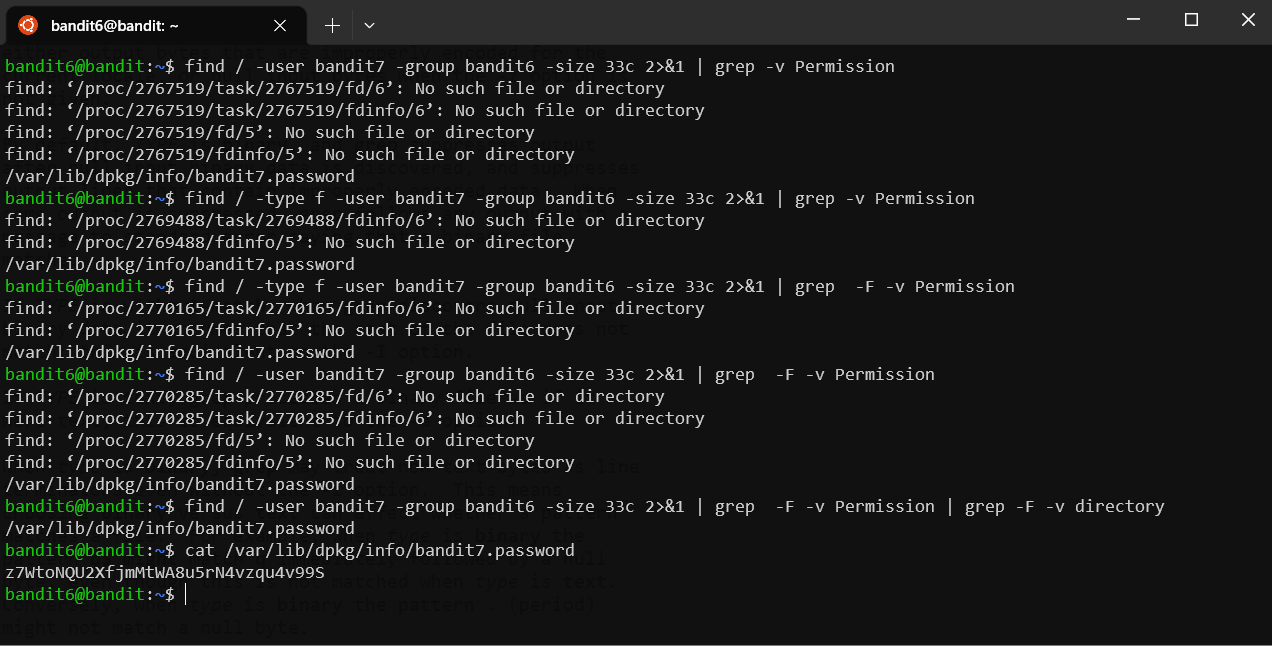 bandit6@bandit: ~
bandit6@bandit:~$ find / -user bandit7 -group bandit6 -size 33c 2>&1 | grep -v Permission
find: ‘/proc/2767519/task/2767519/fd/6’: No such file or directory
find: ‘/proc/2767519/task/2767519/fdinfo/6’: No such file or directory
find: ‘/proc/2767519/fd/5’: No such file or directory
find: ‘/proc/2767519/fdinfo/5’: No such file or directory
/var/lib/dpkg/info/bandit7.password
bandit6@bandit:~$ find / -type f -user bandit7 -group bandit6 -size 33c 2>&1 | grep -v Permission
find: ‘/proc/2769488/task/2769488/fdinfo/6’: No such file or directory
find: ‘/proc/2769488/fdinfo/5’: No such file or directory
/var/lib/dpkg/info/bandit7.password
bandit6@bandit:~$ find / -type f -user bandit7 -group bandit6 -size 33c 2>&1 | grep  -F -v Permission
find: ‘/proc/2770165/task/2770165/fdinfo/6’: No such file or directory
find: ‘/proc/2770165/fdinfo/5’: No such file or directory
/var/lib/dpkg/info/bandit7.password
bandit6@bandit:~$ find / -user bandit7 -group bandit6 -size 33c 2>&1 | grep  -F -v Permission
find: ‘/proc/2770285/task/2770285/fd/6’: No such file or directory
find: ‘/proc/2770285/task/2770285/fdinfo/6’: No such file or directory
find: ‘/proc/2770285/fd/5’: No such file or directory
find: ‘/proc/2770285/fdinfo/5’: No such file or directory
/var/lib/dpkg/info/bandit7.password
bandit6@bandit:~$ find / -user bandit7 -group bandit6 -size 33c 2>&1 | grep  -F -v Permission | grep -F -v directory
/var/lib/dpkg/info/bandit7.password
bandit6@bandit:~$ cat /var/lib/dpkg/info/bandit7.password
z7WtoNQU2XfjmMtWA8u5rN4vzqu4v99S
bandit6@bandit:~$